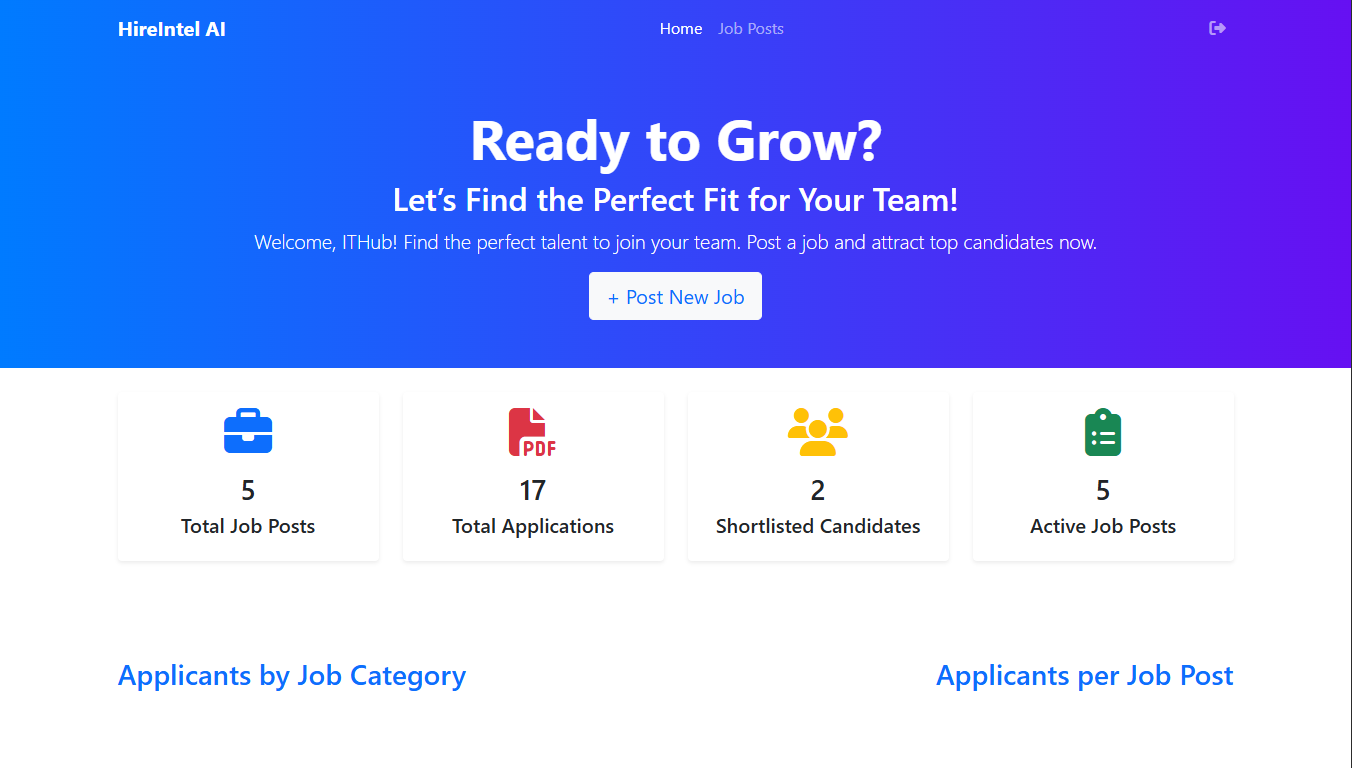 HireIntel AI
Home
Job Posts
Ready to Grow?
Let’s Find the Perfect Fit for Your Team!
Welcome, ITHub! Find the perfect talent to join your team. Post a job and attract top candidates now.
+ Post New Job
PDF
5
Total Job Posts
17
Total Applications
2
Shortlisted Candidates
5
Active Job Posts
Applicants by Job Category
Applicants per Job Post